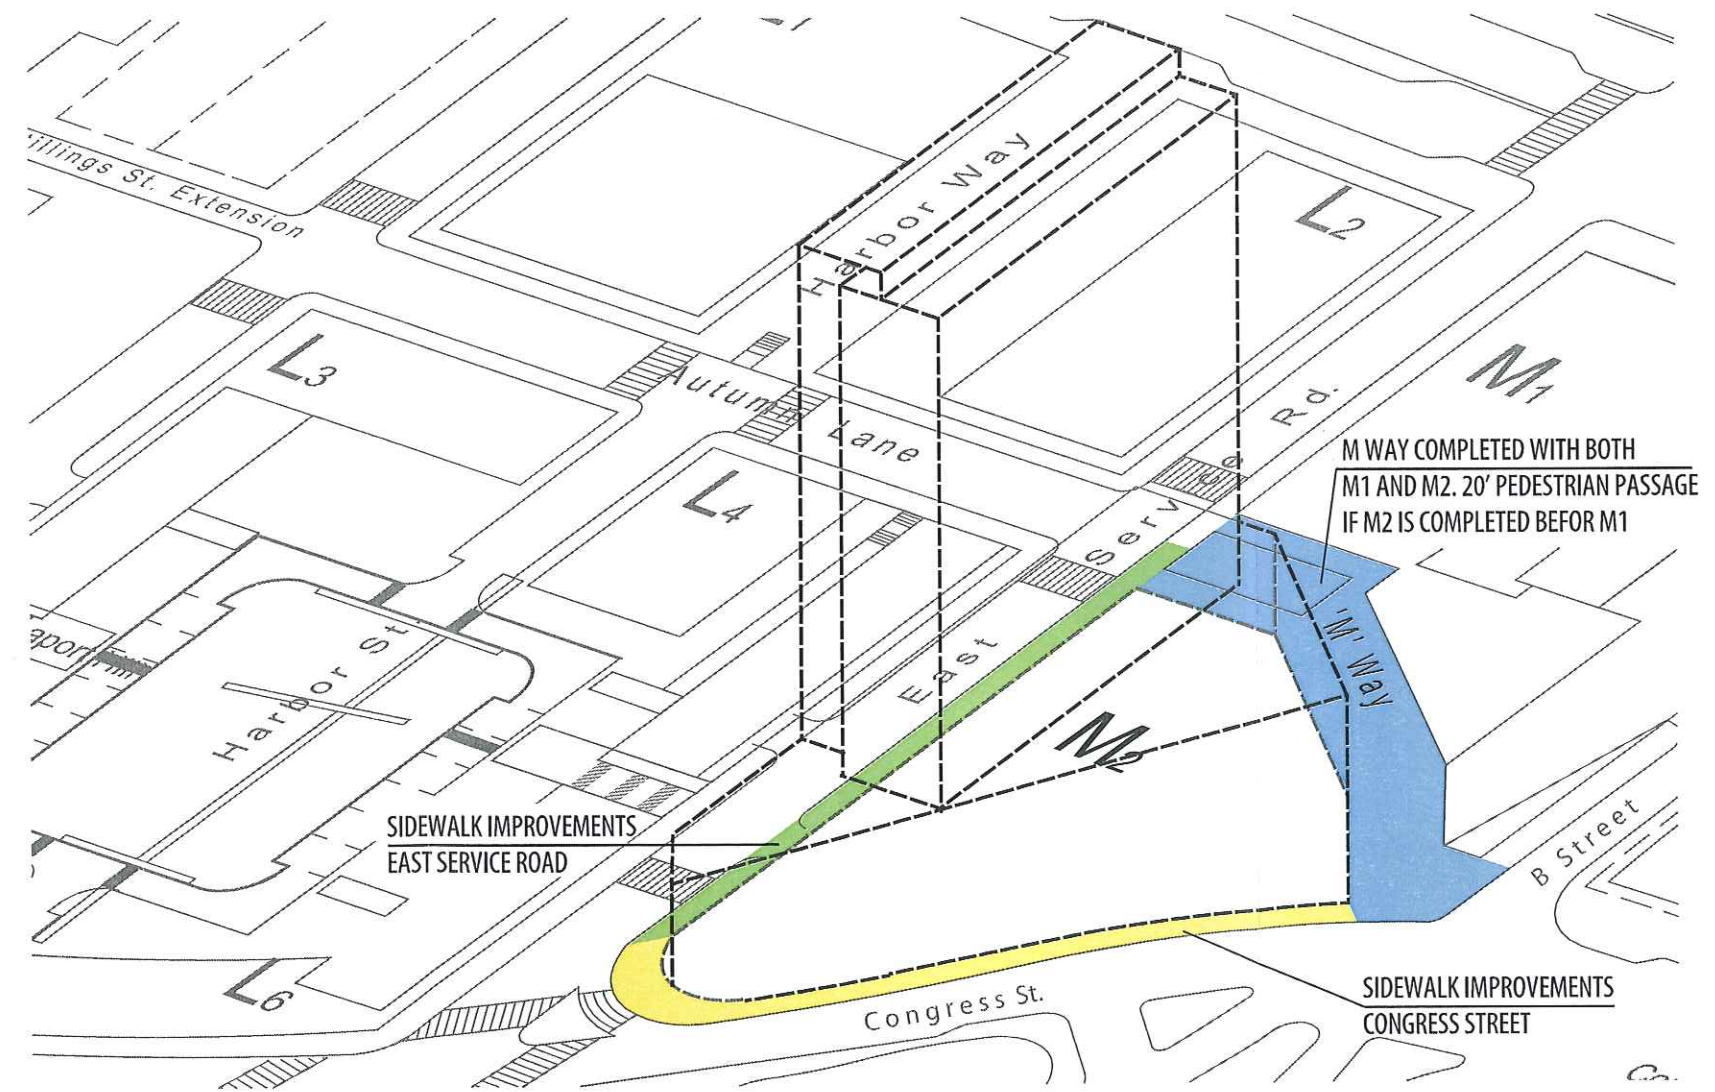 Harbor Way
L2
illings St. Extension
L3
M1
Autumn Lane
East Service Rd.
L4
M WAY COMPLETED WITH BOTH
M1 AND M2. 20' PEDESTRIAN PASSAGE
IF M2 IS COMPLETED BEFOR M1
'M' Way
Harbor St.
M2
SIDEWALK IMPROVEMENTS
EAST SERVICE ROAD
B Street
L6
Congress St.
SIDEWALK IMPROVEMENTS
CONGRESS STREET